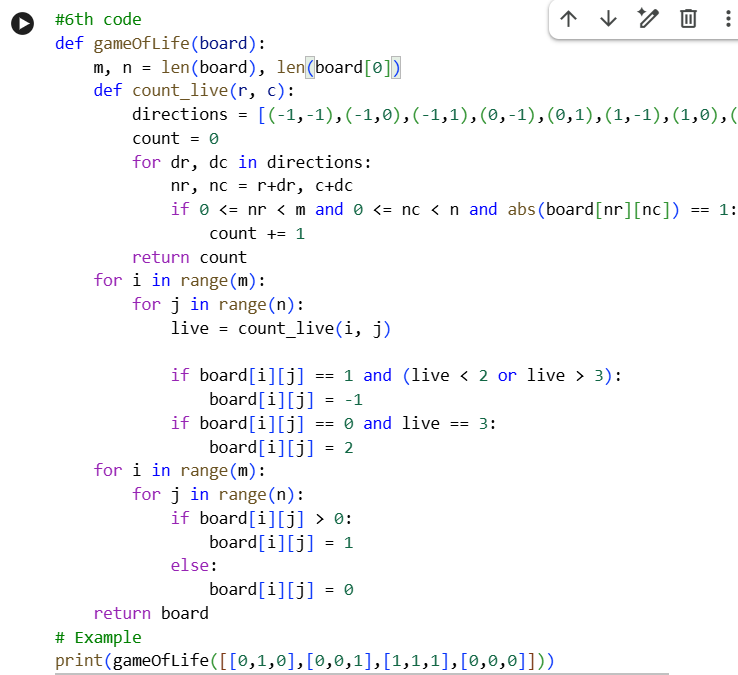 #6th code
def gameOfLife(board):
    m, n = len(board), len(board[0])
    def count_live(r, c):
        directions = [(-1,-1),(-1,0),(-1,1),(0,-1),(0,1),(1,-1),(1,0),(
        count = 0
        for dr, dc in directions:
            nr, nc = r+dr, c+dc
            if 0 <= nr < m and 0 <= nc < n and abs(board[nr][nc]) == 1:
                count += 1
        return count
    for i in range(m):
        for j in range(n):
            live = count_live(i, j)

            if board[i][j] == 1 and (live < 2 or live > 3):
                board[i][j] = -1
            if board[i][j] == 0 and live == 3:
                board[i][j] = 2
    for i in range(m):
        for j in range(n):
            if board[i][j] > 0:
                board[i][j] = 1
            else:
                board[i][j] = 0
    return board
# Example
print(gameOfLife([[0,1,0],[0,0,1],[1,1,1],[0,0,0]]))